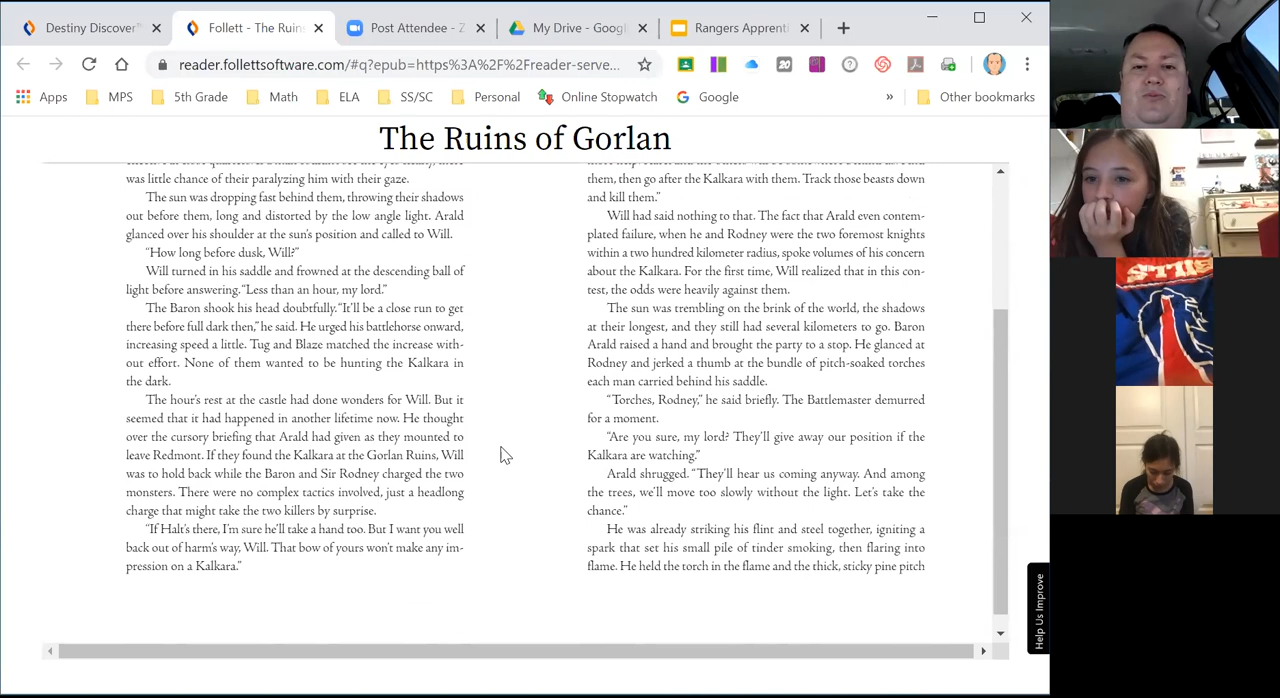 Destiny Discover
Follett - The Ruin
Post Attendee - Z
My Drive - Googl
Rangers Apprenti
reader.follettsoftware.com/#q?epub=https%3A%2F%2Freader-serve...
20
Apps
MPS
5th Grade
Math
ELA
SS/SC
Personal
Online Stopwatch
Google
»
Other bookmarks
The Ruins of Gorlan
was little chance of their paralyzing him with their gaze.
The sun was dropping fast behind them, throwing their shadows
out before them, long and distorted by the low angle light. Arald
glanced over his shoulder at the sun's position and called to Will.
"How long before dusk, Will?"
Will turned in his saddle and frowned at the descending ball of
light before answering. "Less than an hour, my lord."
The Baron shook his head doubtfully. "It'll be a close run to get
there before full dark then," he said. He urged his battlehorse onward,
increasing speed a little. Tug and Blaze matched the increase with-
out effort. None of them wanted to be hunting the Kalkara in
the dark.
The hour's rest at the castle had done wonders for Will. But it
seemed that it had happened in another lifetime now. He thought
over the cursory briefing that Arald had given as they mounted to
leave Redmont. If they found the Kalkara at the Gorlan Ruins, Will
was to hold back while the Baron and Sir Rodney charged the two
monsters. There were no complex tactics involved, just a headlong
charge that might take the two killers by surprise.
"If Halt's there, I'm sure he'll take a hand too. But I want you well
back out of harm's way, Will. That bow of yours won't make any im-
pression on a Kalkara."
them, then go after the Kalkara with them. Track those beasts down
and kill them."
Will had said nothing to that. The fact that Arald even contem-
plated failure, when he and Rodney were the two foremost knights
within a two hundred kilometer radius, spoke volumes of his concern
about the Kalkara. For the first time, Will realized that in this con-
test, the odds were heavily against them.
The sun was trembling on the brink of the world, the shadows
at their longest, and they still had several kilometers to go. Baron
Arald raised a hand and brought the party to a stop. He glanced at
Rodney and jerked a thumb at the bundle of pitch-soaked torches
each man carried behind his saddle.
"Torches, Rodney," he said briefly. The Battlemaster demurred
for a moment.
"Are you sure, my lord? They'll give away our position if the
Kalkara are watching."
Arald shrugged. "They'll hear us coming anyway. And among
the trees, we'll move too slowly without the light. Let's take the
chance."
He was already striking his flint and steel together, igniting a
spark that set his small pile of tinder smoking, then flaring into
flame. He held the torch in the flame and the thick, sticky pine pitch
Help Us Improve